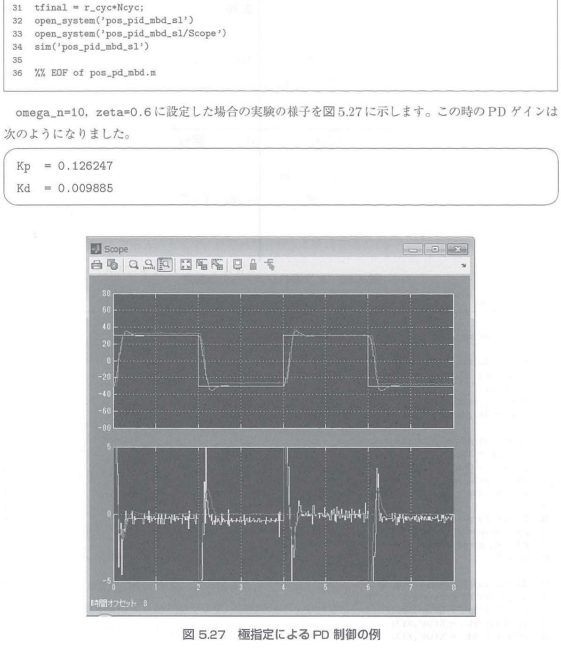 31 tfinal = r_cyc*Ncyc;
32 open_system('pos_pid_mbd_sl')
33 open_system('pos_pid_mbd_sl/Scope')
34 sim('pos_pid_mbd_sl')
35
36 %% EOF of pos_pd_mbd.m
omega_n=10, zeta=0.6 に設定した場合の実験の様子を図 5.27 に示します。この時の PD ゲインは
次のようになりました。
Kp = 0.126247
Kd = 0.009885
Scope
80
60
40
20
0
-20
-40
-60
-80
5
0
-5
0 1 2 3 4 5 6 7 8
時間オフセット 0
図 5.27 極指定による PD 制御の例